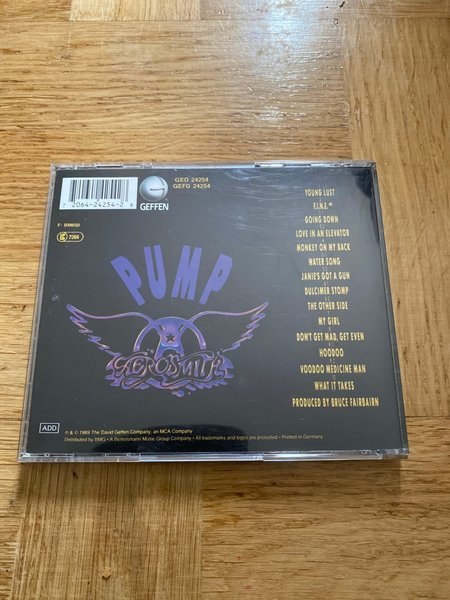 GED 24254
GEFD 24254
GEFFEN
7 20642-42542 8
F: BM650
LC 7266
PUMP
AEROSMITH
YOUNG LUST
F.I.N.E.*
GOING DOWN
LOVE IN AN ELEVATOR
MONKEY ON MY BACK
WATER SONG
JANIE'S GOT A GUN
DULCIMER STOMP
THE OTHER SIDE
MY GIRL
DON'T GET MAD, GET EVEN
HOODOO
VOODOO MEDICINE MAN
WHAT IT TAKES
PRODUCED BY BRUCE FAIRBAIRN
ADD
℗ & © 1989 The David Geffen Company, an MCA Company
Distributed by BMG • A Bertelsmann Music Group Company • All trademarks and logos are protected • Printed in Germany